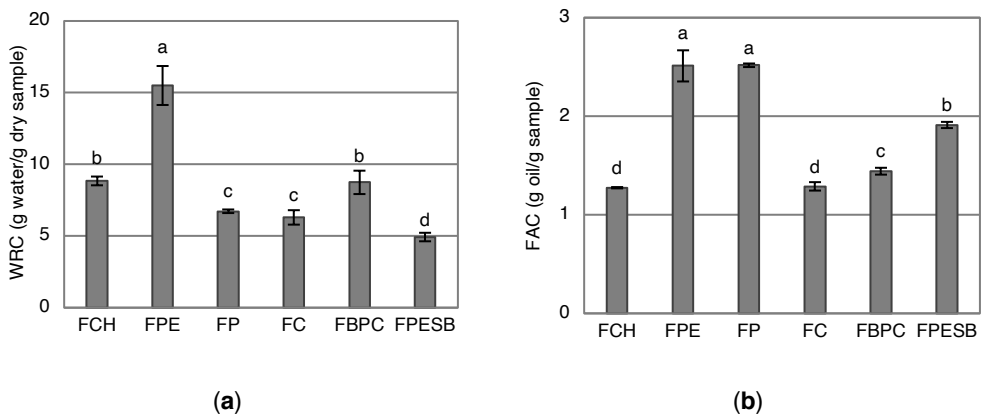 WRC (g water/g dry sample)
20
15
10
5
0
b
a
c
c
b
d
FCH FPE FP FC FBPC FPESB
(a)
FAC (g oil/g sample)
3
2
1
0
d
a
a
d
c
b
FCH FPE FP FC FBPC FPESB
(b)